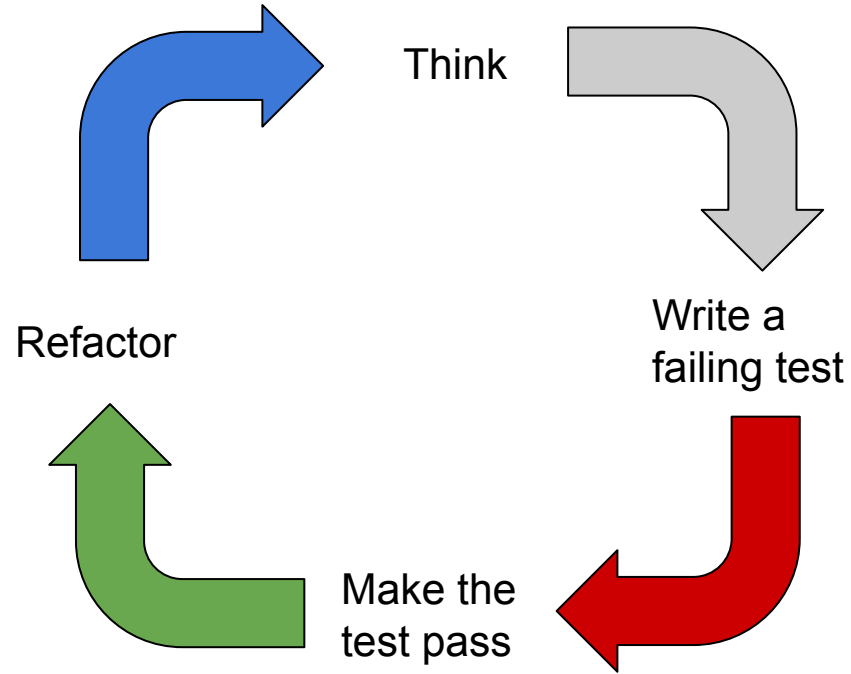 Think
Write a
failing test
Refactor
Make the
test pass